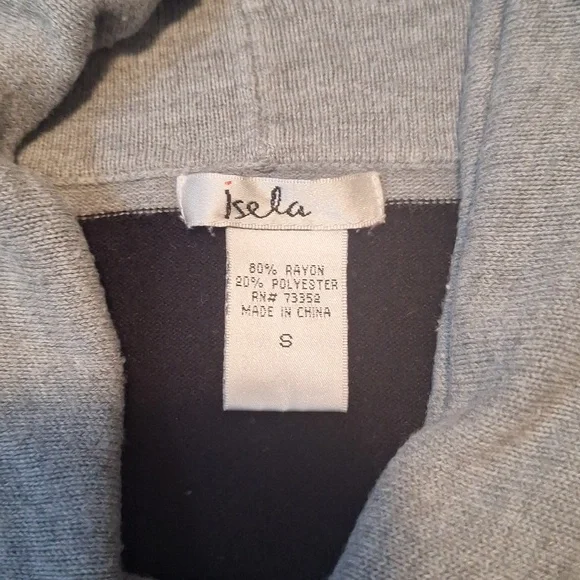 isela
80% RAYON
20% POLYESTER
RN# 73352
MADE IN CHINA
S